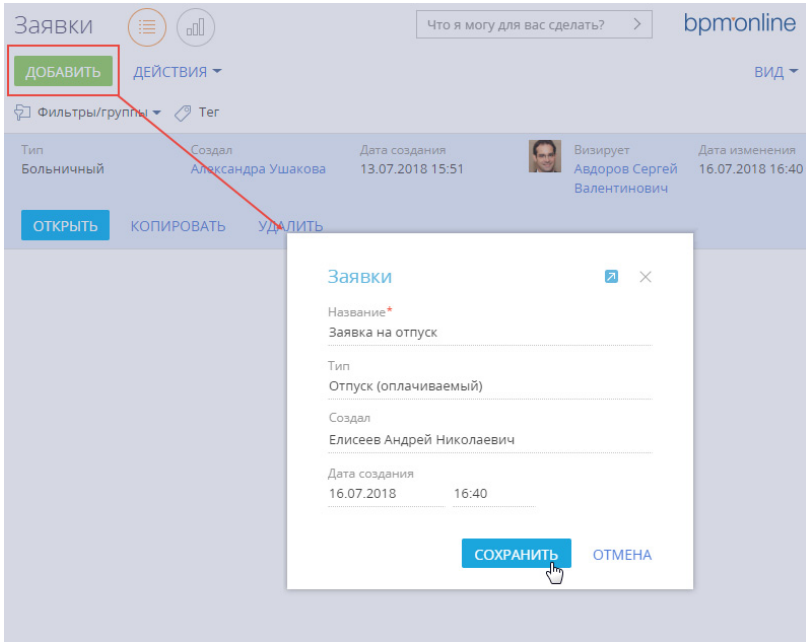 Заявки
Что я могу для вас сделать?
bpmonline
ДОБАВИТЬ
ДЕЙСТВИЯ
ВИД
Фильтры/группы
Тег
Тип
Создал
Дата создания
Визирует
Дата изменения
Больничный
Александра Ушакова
13.07.2018 15:51
Авдоров Сергей
16.07.2018 16:40
Валентинович
ОТКРЫТЬ
КОПИРОВАТЬ
УДАЛИТЬ
Заявки
Название*
Заявка на отпуск
Тип
Отпуск (оплачиваемый)
Создал
Елисеев Андрей Николаевич
Дата создания
16.07.2018 16:40
СОХРАНИТЬ
ОТМЕНА